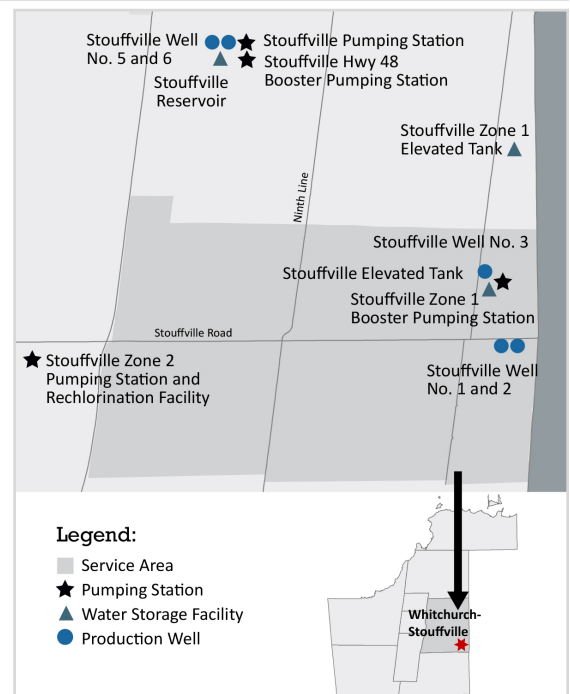 Stouffville Well
No. 5 and 6
Stouffville Pumping Station
Stouffville Hwy 48
Booster Pumping Station
Stouffville
Reservoir
Stouffville Zone 1
Elevated Tank
Ninth Line
Stouffville Well No. 3
Stouffville Elevated Tank
Stouffville Zone 1
Booster Pumping Station
Stouffville Road
Stouffville Zone 2
Pumping Station and
Rechlorination Facility
Stouffville Well
No. 1 and 2
Legend:
Service Area
Pumping Station
Water Storage Facility
Production Well
Whitchurch-
Stouffville